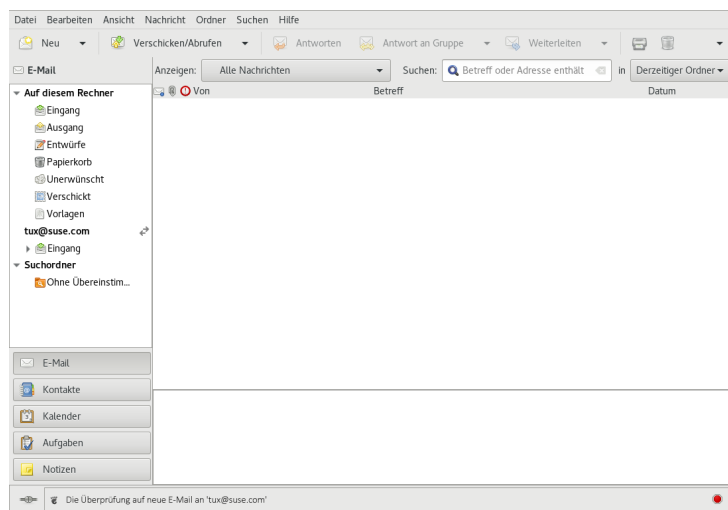 Datei Bearbeiten Ansicht Nachricht Ordner Suchen Hilfe
Neu Verschicken/Abrufen Antworten Antwort an Gruppe Weiterleiten
E-Mail Anzeigen: Alle Nachrichten Suchen: Betreff oder Adresse enthält in Derzeitiger Ordner
Von Betreff Datum
Auf diesem Rechner
Eingang
Ausgang
Entwürfe
Papierkorb
Unerwünscht
Verschickt
Vorlagen
tux@suse.com
Eingang
Suchordner
Ohne Übereinstim...
E-Mail
Kontakte
Kalender
Aufgaben
Notizen
Die Überprüfung auf neue E-Mail an 'tux@suse.com'